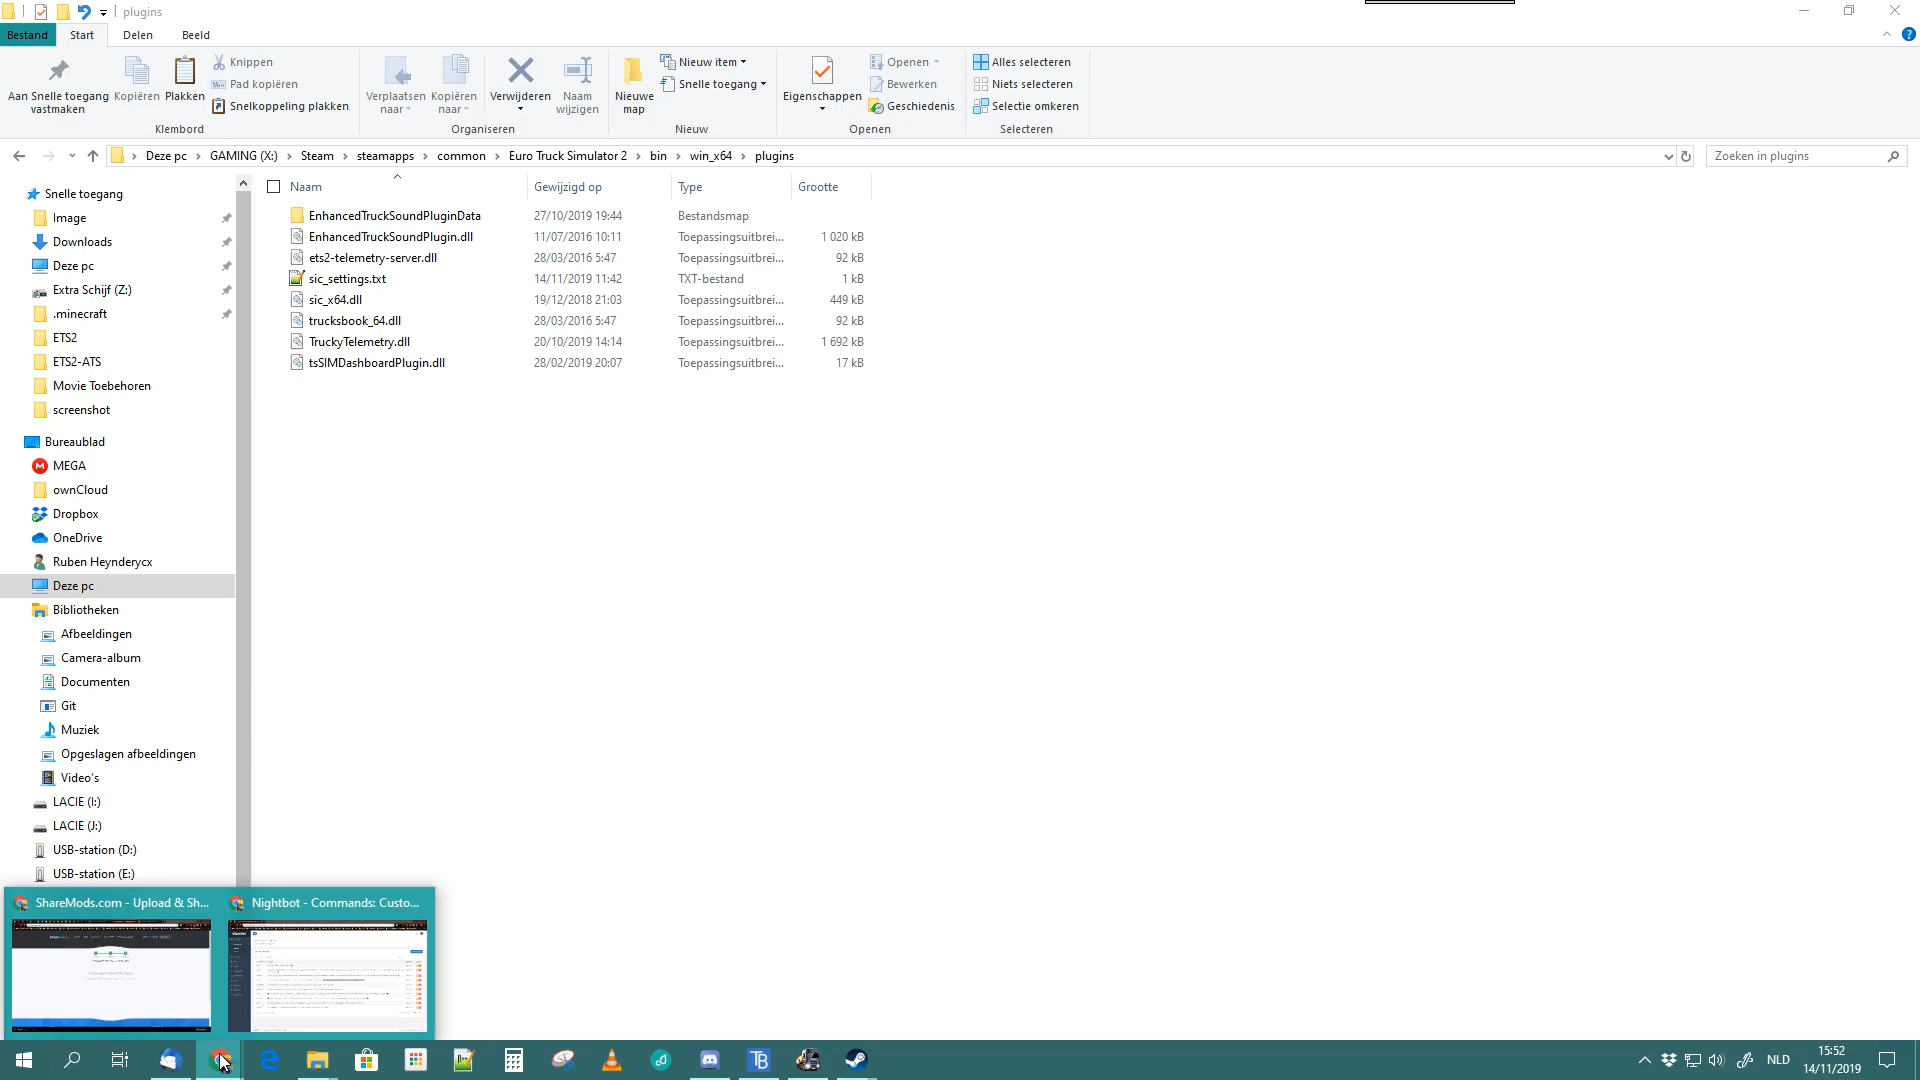 plugins
Bestand Start Delen Beeld
Aan Snelle toegang vastmaken
Kopiëren
Plakken
Knippen
Pad kopiëren
Snelkoppeling plakken
Klembord
Verplaatsen naar
Kopiëren naar
Verwijderen
Naam wijzigen
Organiseren
Nieuwe map
Nieuw item
Snelle toegang
Nieuw
Eigenschappen
Openen
Bewerken
Geschiedenis
Openen
Alles selecteren
Niets selecteren
Selectie omkeren
Selecteren
Deze pc GAMING (X:) Steam steamapps common Euro Truck Simulator 2 bin win_x64 plugins
Zoeken in plugins
Naam Gewijzigd op Type Grootte
EnhancedTruckSoundPluginData 27/10/2019 19:44 Bestandsmap
EnhancedTruckSoundPlugin.dll 11/07/2016 10:11 Toepassingsuitbrei... 1 020 kB
ets2-telemetry-server.dll 28/03/2016 5:47 Toepassingsuitbrei... 92 kB
sic_settings.txt 14/11/2019 11:42 TXT-bestand 1 kB
sic_x64.dll 19/12/2018 21:03 Toepassingsuitbrei... 449 kB
trucksbook_64.dll 28/03/2016 5:47 Toepassingsuitbrei... 92 kB
TruckyTelemetry.dll 20/10/2019 14:14 Toepassingsuitbrei... 1 692 kB
tsSIMDashboardPlugin.dll 28/02/2019 20:07 Toepassingsuitbrei... 17 kB
Snelle toegang
Image
Downloads
Deze pc
Extra Schijf (Z:)
.minecraft
ETS2
ETS2-ATS
Movie Toebehoren
screenshot
Bureaublad
MEGA
ownCloud
Dropbox
OneDrive
Ruben Heynderycx
Deze pc
Bibliotheken
Afbeeldingen
Camera-album
Documenten
Git
Muziek
Opgeslagen afbeeldingen
Video's
LACIE (I:)
LACIE (J:)
USB-station (D:)
USB-station (E:)
ShareMods.com - Upload & Sh...
Nightbot - Commands: Custo...
TB
NLD
15:52
14/11/2019